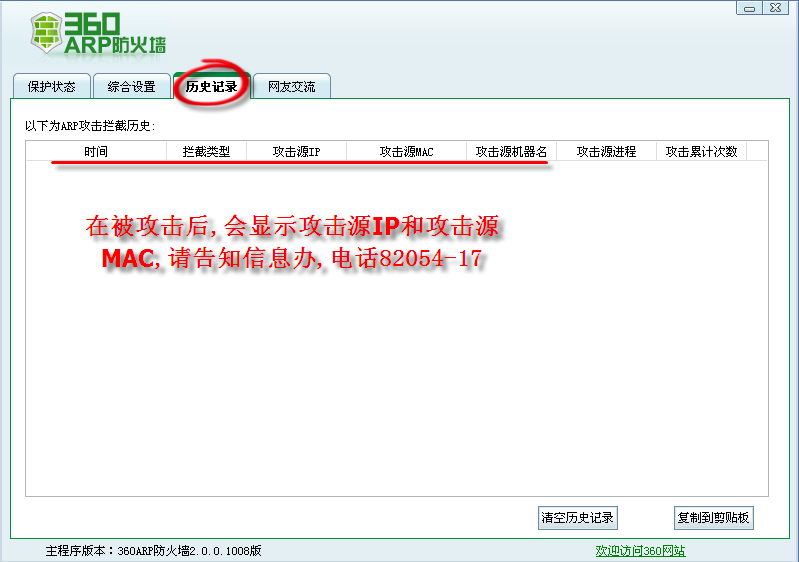 360
ARP防火墙
保护状态 综合设置 历史记录 网友交流
以下为ARP攻击拦截历史:
时间 拦截类型 攻击源IP 攻击源MAC 攻击源机器名 攻击源进程 攻击累计次数
在被攻击后,会显示攻击源IP和攻击源
MAC,请告知信息办,电话82054-17
清空历史记录 复制到剪贴板
主程序版本：360ARP防火墙2.0.0.1008版 欢迎访问360网站